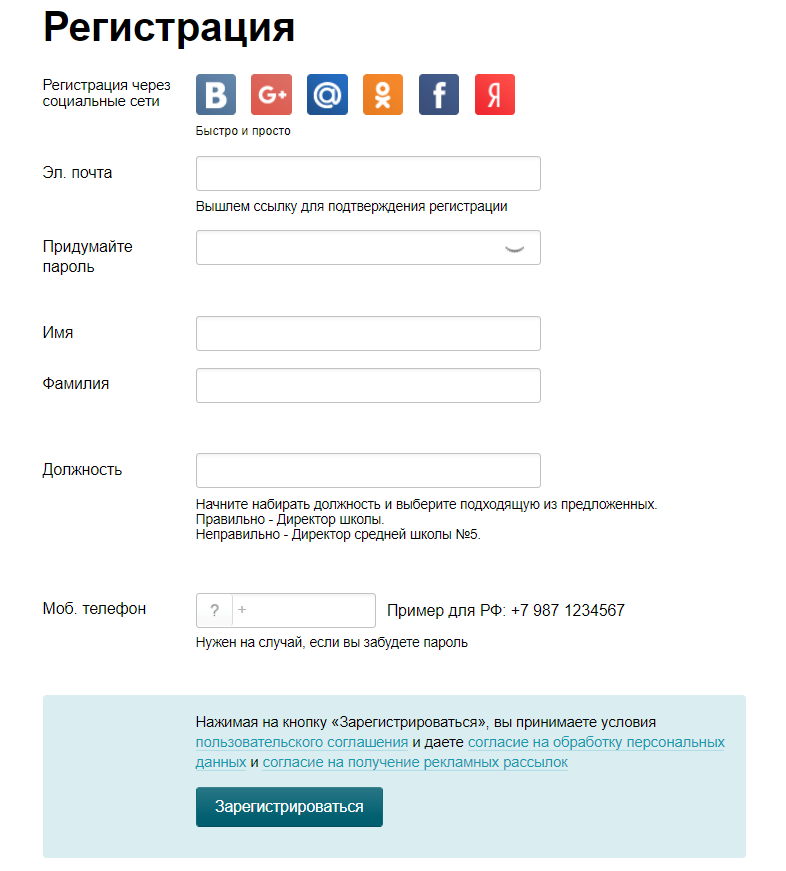 Регистрация
Регистрация через
социальные сети
B G+ @ f Я
Быстро и просто
Эл. почта
Вышлем ссылку для подтверждения регистрации
Придумайте
пароль
Имя
Фамилия
Должность
Начните набирать должность и выберите подходящую из предложенных.
Правильно - Директор школы.
Неправильно - Директор средней школы №5.
Моб. телефон ? + Пример для РФ: +7 987 1234567
Нужен на случай, если вы забудете пароль
Нажимая на кнопку «Зарегистрироваться», вы принимаете условия
пользовательского соглашения и даете согласие на обработку персональных
данных и согласие на получение рекламных рассылок
Зарегистрироваться